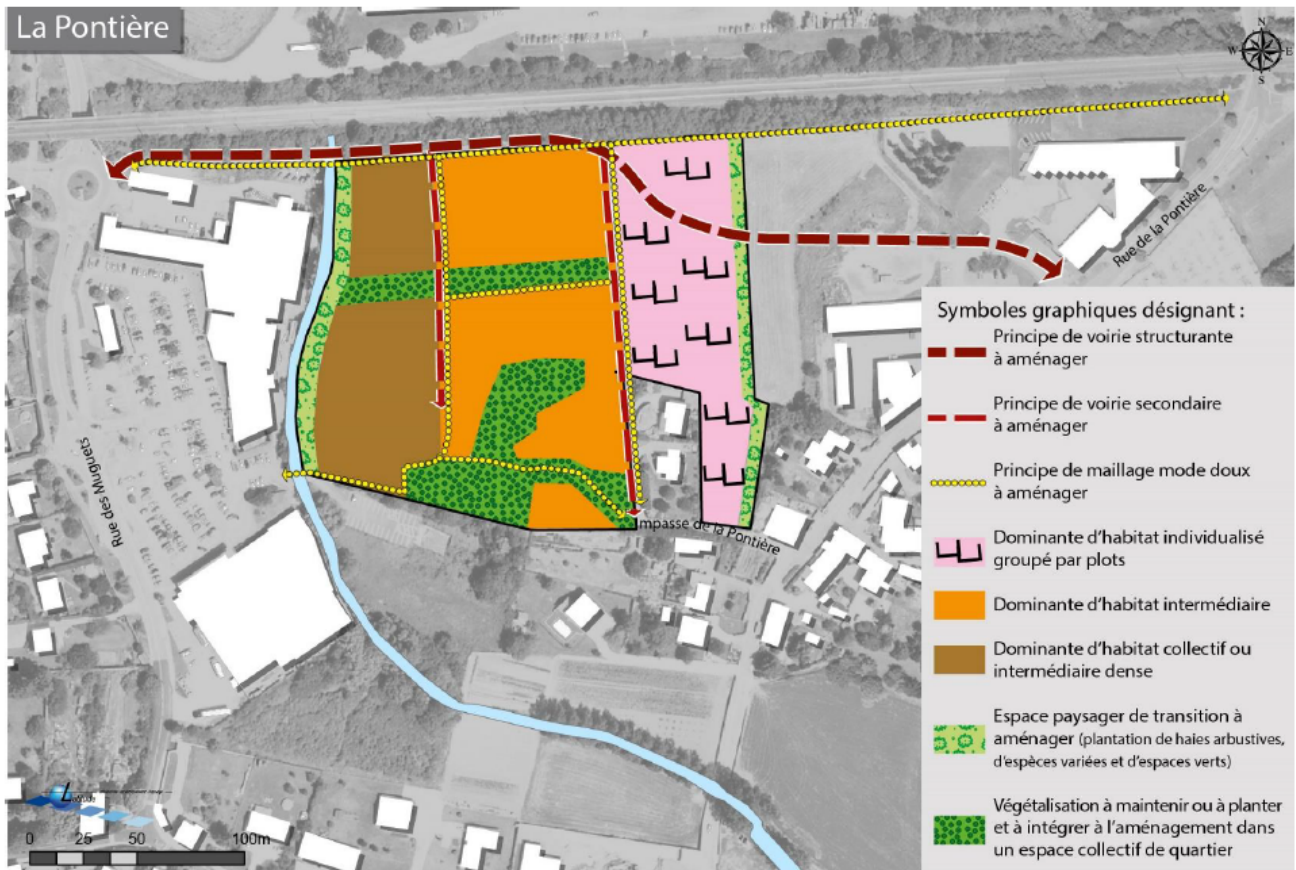 La Pontière
N
W E
S
Rue de la Pontière
Symboles graphiques désignant :
Principe de voirie structurante
à aménager
Principe de voirie secondaire
à aménager
Principe de maillage mode doux
à aménager
Dominante d'habitat individualisé
groupé par plots
Dominante d'habitat intermédiaire
Dominante d'habitat collectif ou
intermédiaire dense
Espace paysager de transition à
aménager (plantation de haies arbustives,
d'espèces variées et d'espaces verts)
Végétalisation à maintenir ou à planter
et à intégrer à l'aménagement dans
un espace collectif de quartier
Rue des Muguets
Impasse de la Pontière
Latitude
0 25 50 100m